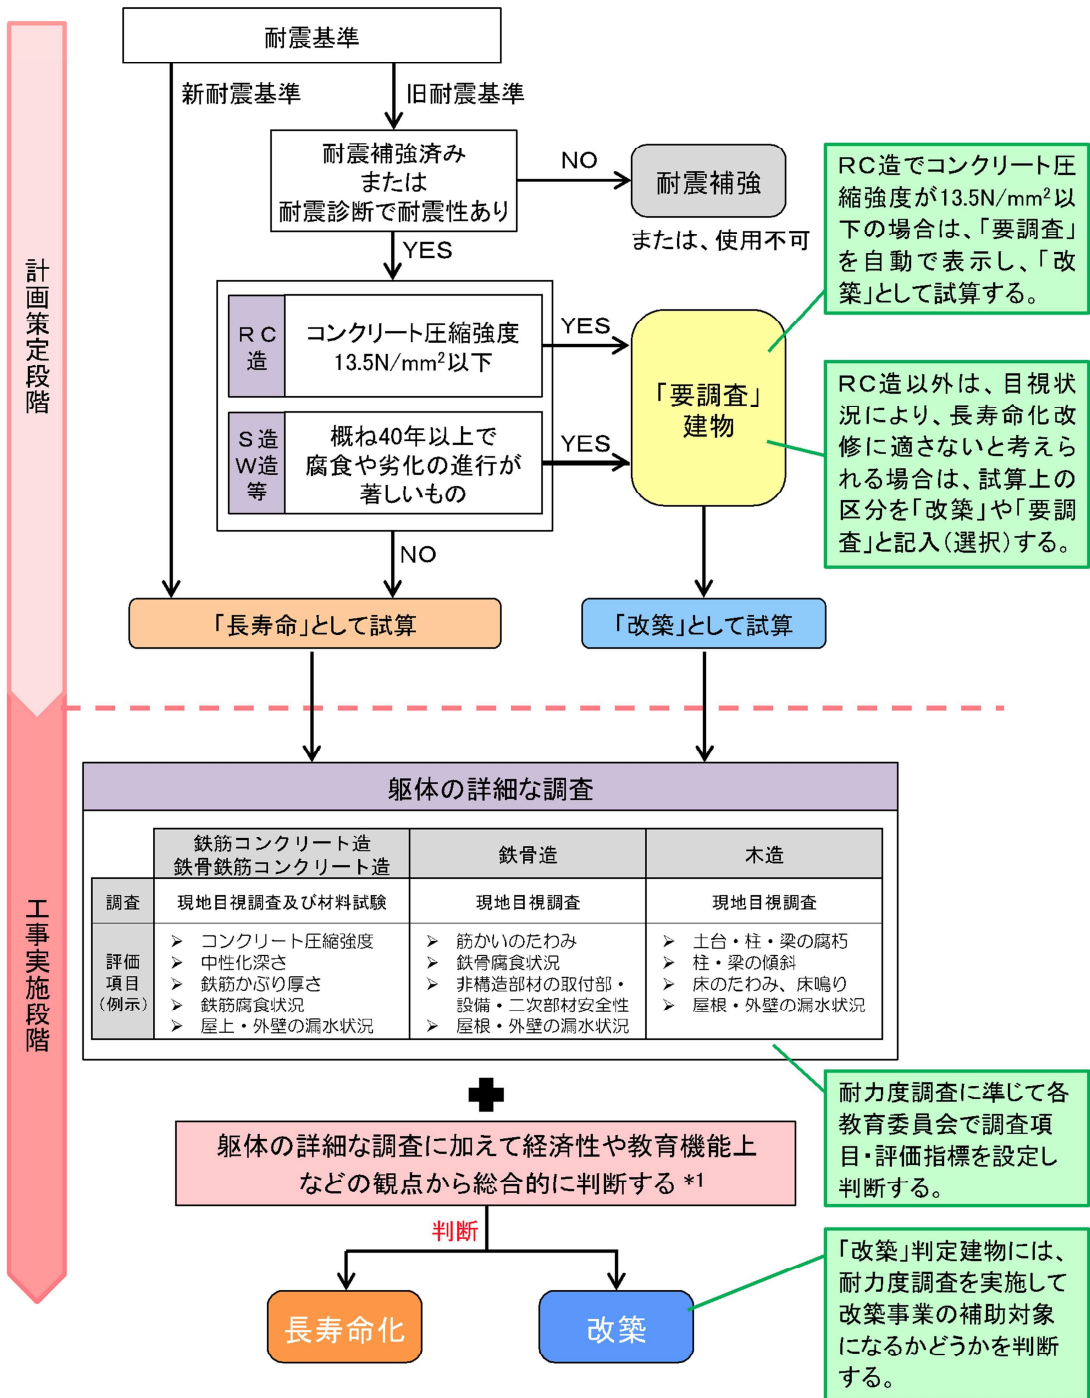 計画策定段階
耐震基準
新耐震基準
旧耐震基準
耐震補強済み
または
耐震診断で耐震性あり
NO
耐震補強
または、使用不可
YES
RC
造
コンクリート圧縮強度
13.5N/mm²以下
YES
S造
W造
等
概ね40年以上で
腐食や劣化の進行が
著しいもの
YES
「要調査」
建物
NO
RC造でコンクリート圧
縮強度が13.5N/mm²以
下の場合は、「要調査」
を自動で表示し、「改
築」として試算する。
RC造以外は、目視状
況により、長寿命化改
修に適さないと考えら
れる場合は、試算上の
区分を「改築」や「要調
査」と記入(選択)する。
「長寿命」として試算
「改築」として試算
工事実施段階
躯体の詳細な調査
鉄筋コンクリート造
鉄骨鉄筋コンクリート造
鉄骨造
木造
調査
現地目視調査及び材料試験
現地目視調査
現地目視調査
評価
項目
(例示)
➢ コンクリート圧縮強度
➢ 中性化深さ
➢ 鉄筋かぶり厚さ
➢ 鉄筋腐食状況
➢ 屋上・外壁の漏水状況
➢ 筋かいのたわみ
➢ 鉄骨腐食状況
➢ 非構造部材の取付部・
設備・二次部材安全性
➢ 屋根・外壁の漏水状況
➢ 土台・柱・梁の腐朽
➢ 柱・梁の傾斜
➢ 床のたわみ、床鳴り
➢ 屋根・外壁の漏水状況
耐力度調査に準じて各
教育委員会で調査項
目・評価指標を設定し
判断する。
躯体の詳細な調査に加えて経済性や教育機能上
などの観点から総合的に判断する *1
判断
長寿命化
改築
「改築」判定建物には、
耐力度調査を実施して
改築事業の補助対象
になるかどうかを判断
する。